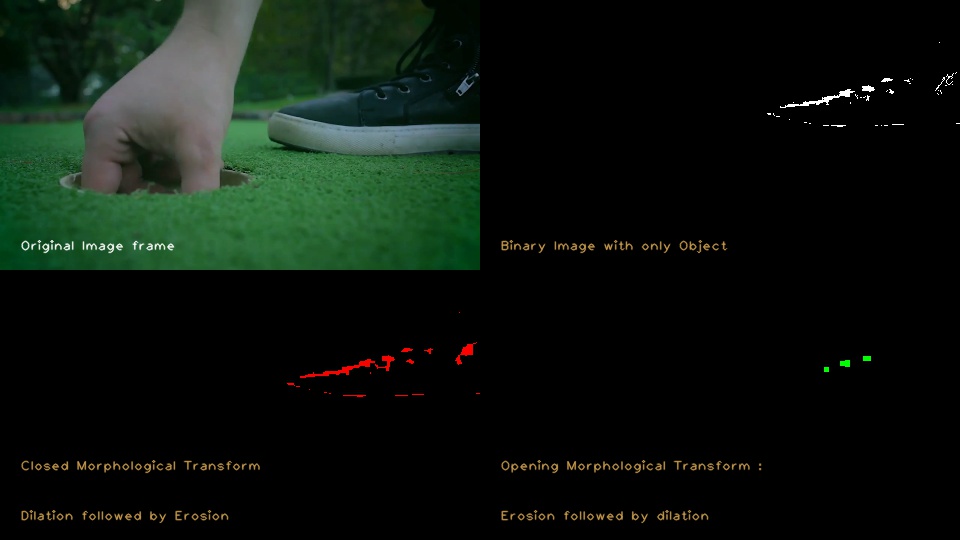 Original Image frame
Binary Image with only Object
Closed Morphological Transform
Dilation followed by Erosion
Opening Morphological Transform :
Erosion followed by dilation